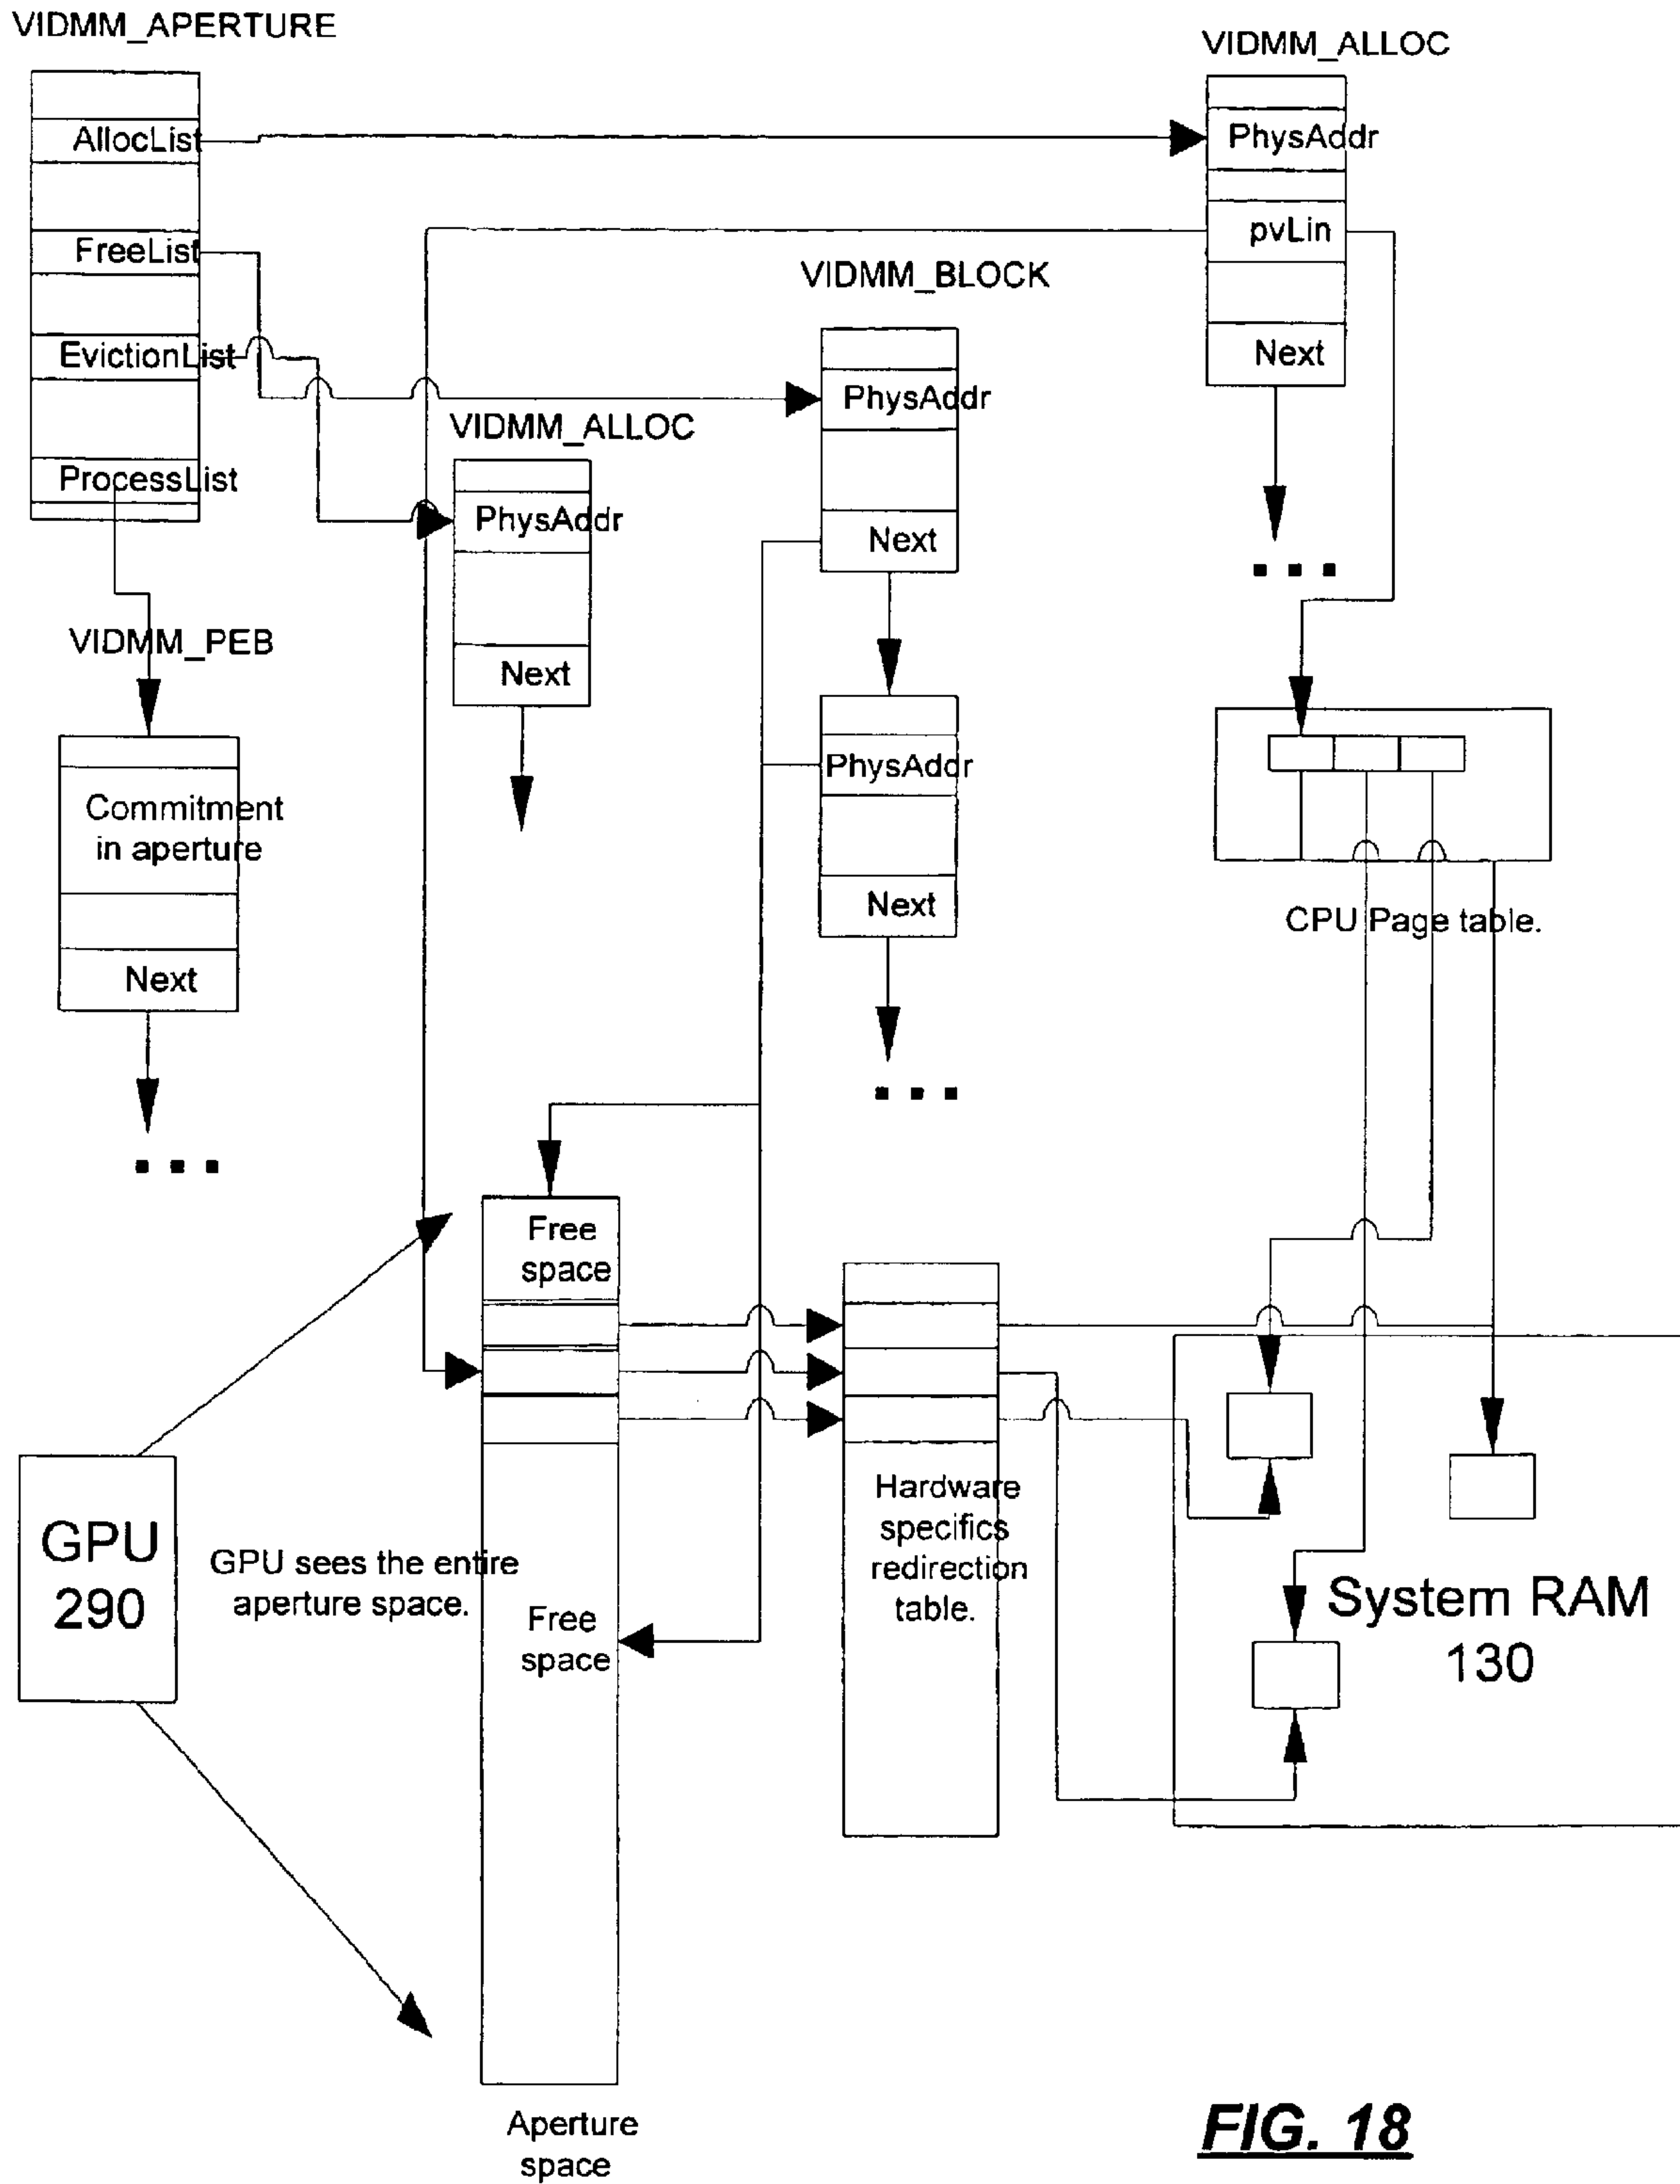 VIDMM_APERTURE
AllocList
FreeList
EvictionList
ProcessList
VIDMM_ALLOC
PhysAddr
pvLin
Next
VIDMM_BLOCK
PhysAddr
Next
PhysAddr
Next
VIDMM_ALLOC
PhysAddr
Next
VIDMM_PEB
Commitment
in aperture
Next
CPU Page table.
Free
space
Free
space
Aperture
space
GPU
290
GPU sees the entire
aperture space.
Hardware
specifics
redirection
table.
System RAM
130
FIG. 18